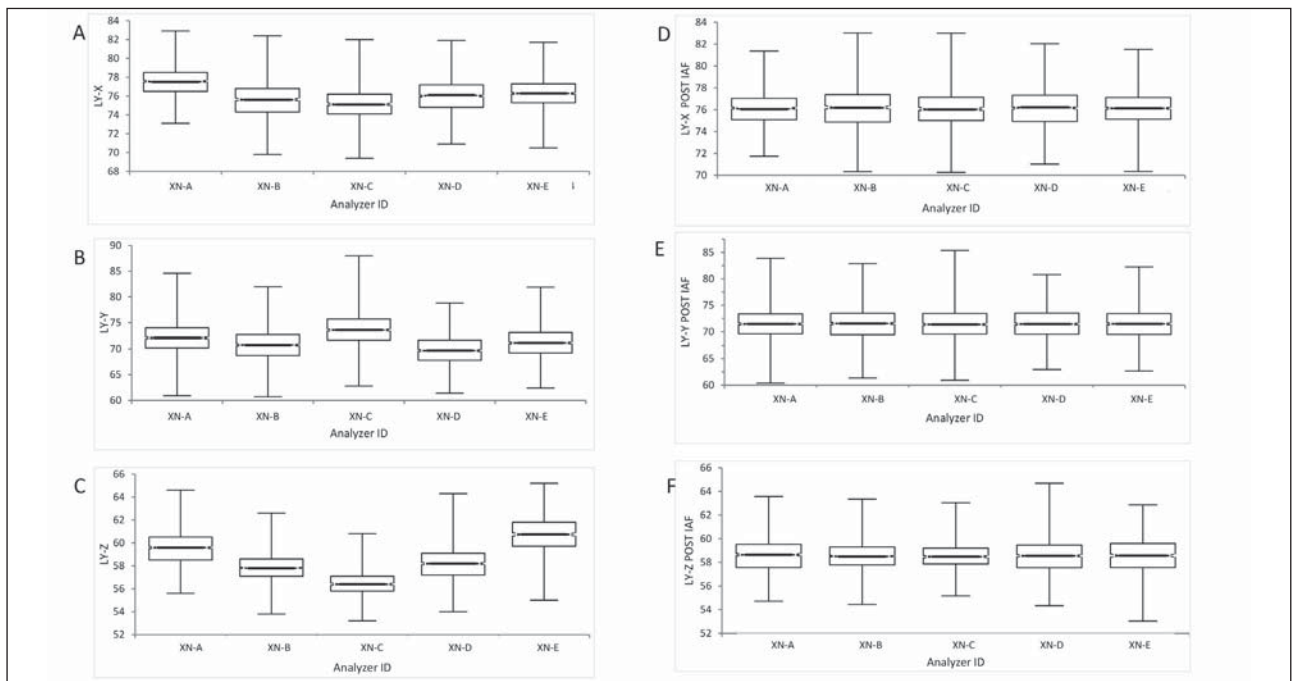 A
LY-X
84
82
80
78
76
74
72
70
68
XN-A XN-B XN-C XN-D XN-E
Analyzer ID
B
LY-Y
90
85
80
75
70
65
60
XN-A XN-B XN-C XN-D XN-E
Analyzer ID
C
LY-Z
66
64
62
60
58
56
54
52
XN-A XN-B XN-C XN-D XN-E
Analyzer ID
D
LY-X POST IAF
84
82
80
78
76
74
72
70
XN-A XN-B XN-C XN-D XN-E
Analyzer ID
E
LY-Y POST IAF
85
80
75
70
65
60
XN-A XN-B XN-C XN-D XN-E
Analyzer ID
F
LY-Z POST IAF
66
64
62
60
58
56
54
52
XN-A XN-B XN-C XN-D XN-E
Analyzer ID